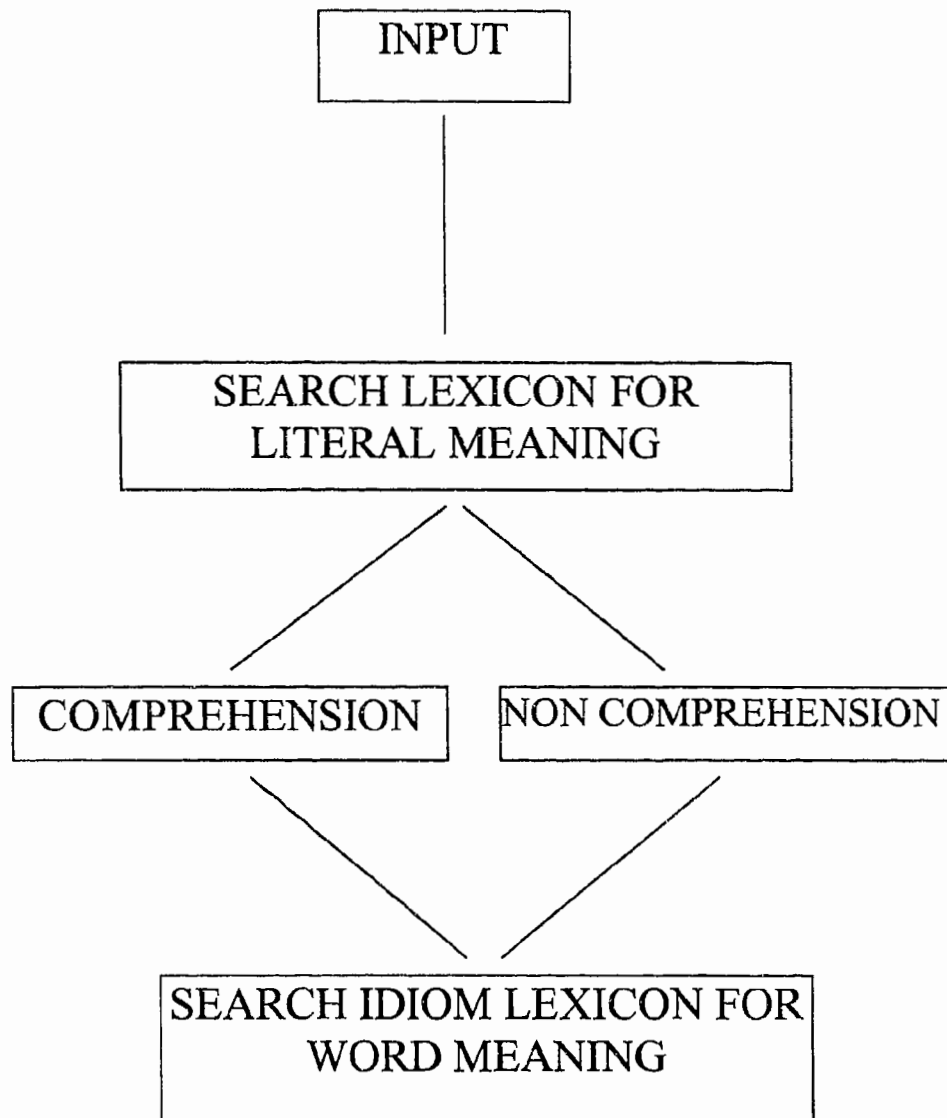 INPUT
SEARCH LEXICON FOR
LITERAL MEANING
COMPREHENSION
NON COMPREHENSION
SEARCH IDIOM LEXICON FOR
WORD MEANING